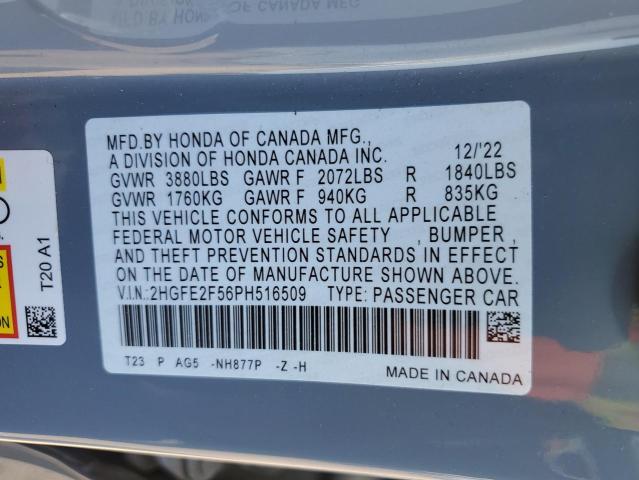 MFD.BY HONDA OF CANADA MFG.,
A DIVISION OF HONDA CANADA INC. 12/'22
GVWR 3880LBS GAWR F 2072LBS R 1840LBS
GVWR 1760KG GAWR F 940KG R 835KG
THIS VEHICLE CONFORMS TO ALL APPLICABLE
FEDERAL MOTOR VEHICLE SAFETY , BUMPER ,
AND THEFT PREVENTION STANDARDS IN EFFECT
ON THE DATE OF MANUFACTURE SHOWN ABOVE.
V.I.N.:2HGFE2F56PH516509 TYPE: PASSENGER CAR
T23 P AG5 -NH877P -Z -H
MADE IN CANADA
T20 A1